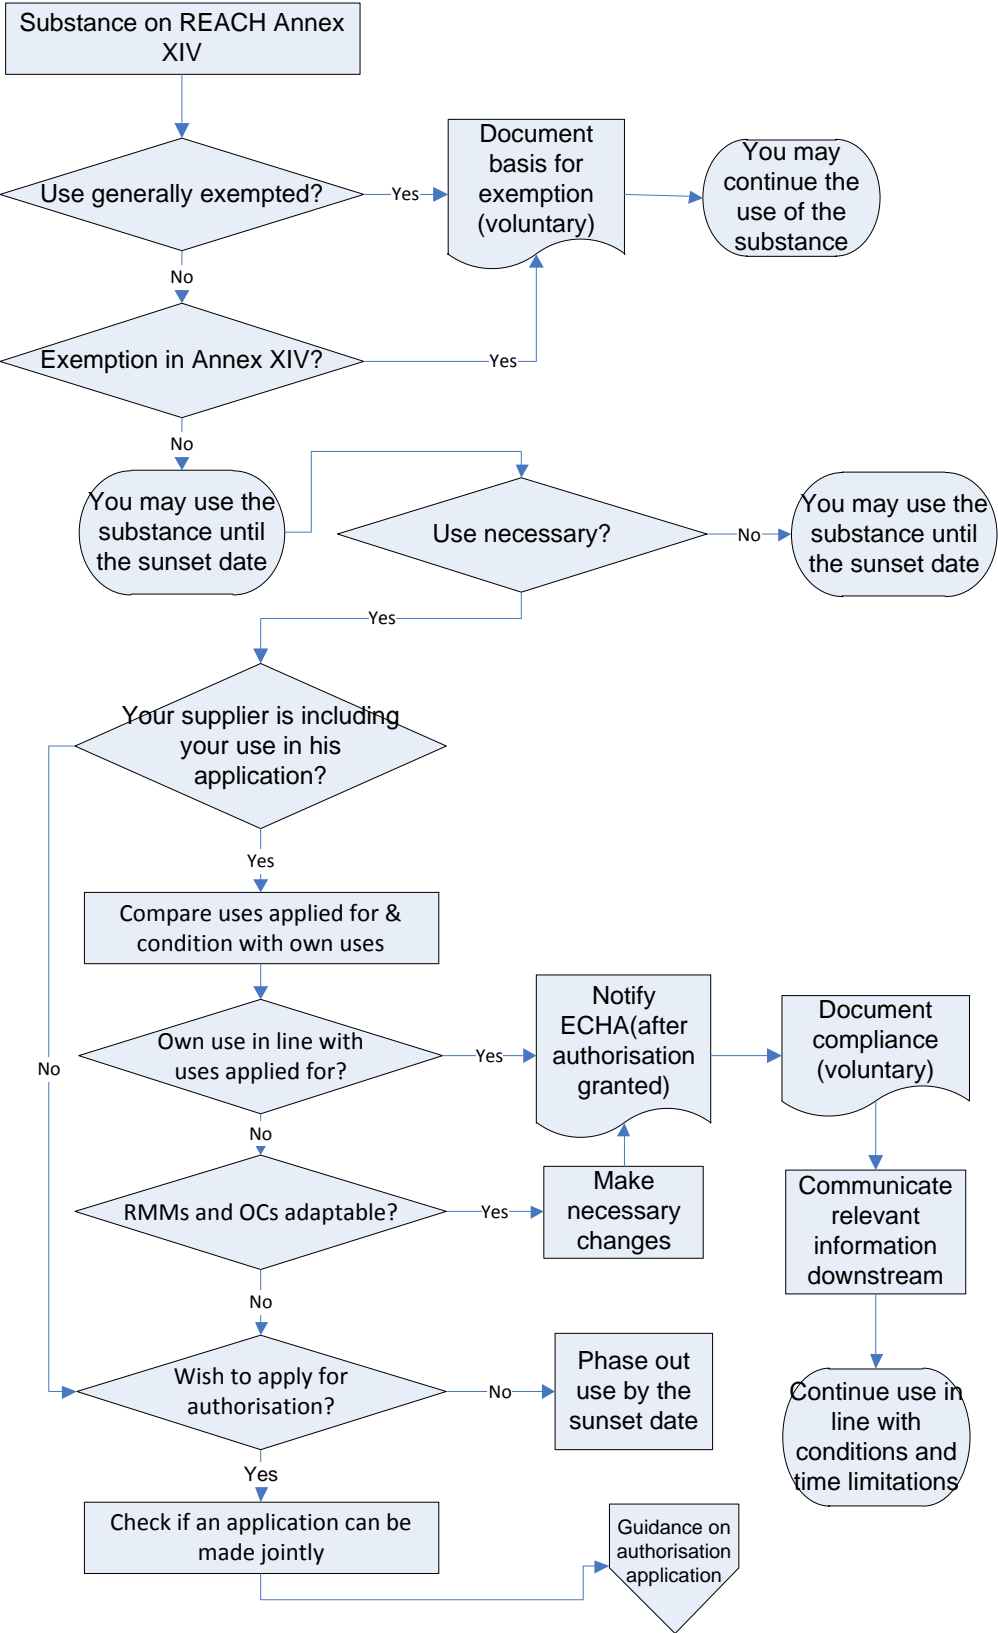 Substance on REACH Annex
XIV
Use generally exempted?
Yes
Document
basis for
exemption
(voluntary)
You may
continue the
use of the
substance
No
Exemption in Annex XIV?
Yes
No
You may use the
substance until
the sunset date
Use necessary?
No
You may use the
substance until
the sunset date
Yes
Your supplier is including
your use in his
application?
No
Yes
Compare uses applied for &
condition with own uses
Own use in line with
uses applied for?
Yes
Notify
ECHA(after
authorisation
granted)
Document
compliance
(voluntary)
No
RMMs and OCs adaptable?
Yes
Make
necessary
changes
Communicate
relevant
information
downstream
No
Wish to apply for
authorisation?
No
Phase out
use by the
sunset date
Continue use in
line with
conditions and
time limitations
Yes
Check if an application can be
made jointly
Guidance on
authorisation
application